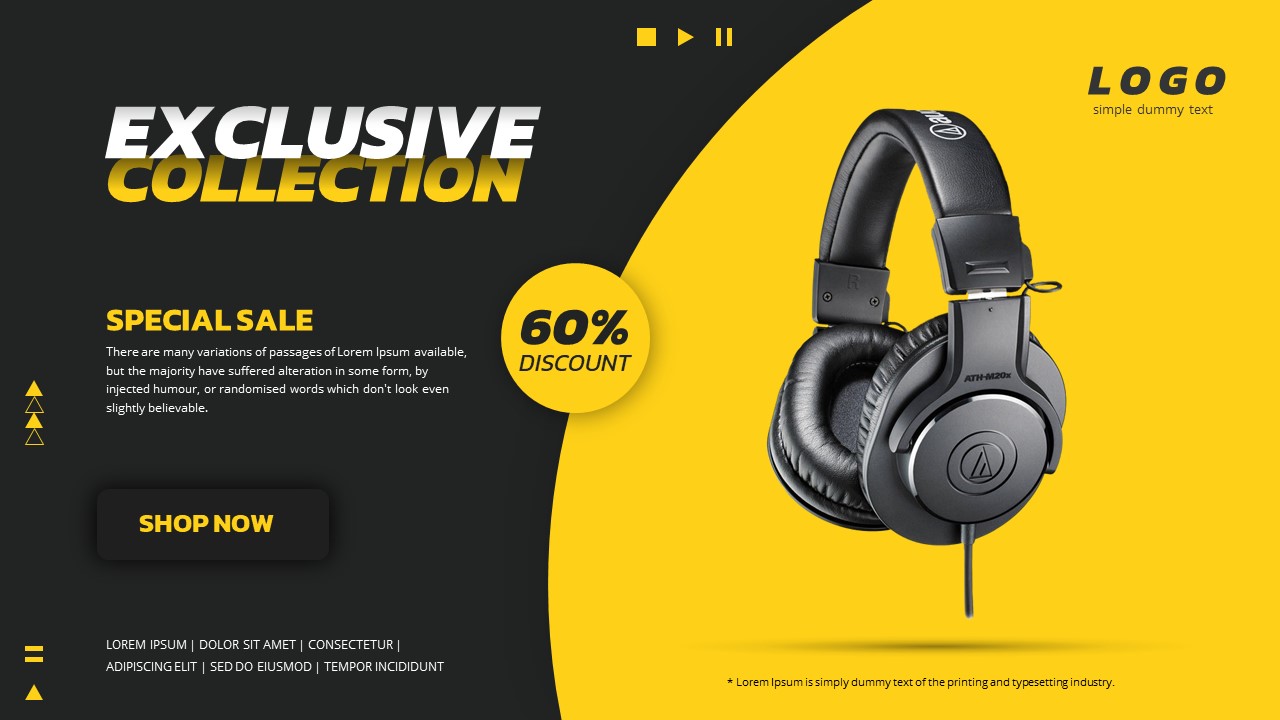 LOGO
simple dummy text
EXCLUSIVE
COLLECTION
SPECIAL SALE
There are many variations of passages of Lorem Ipsum available,
but the majority have suffered alteration in some form, by
injected humour, or randomised words which don't look even
slightly believable.
60%
DISCOUNT
R
ATH-M20x
SHOP NOW
LOREM IPSUM | DOLOR SIT AMET | CONSECTETUR |
ADIPISCING ELIT | SED DO EIUSMOD | TEMPOR INCIDIDUNT
* Lorem Ipsum is simply dummy text of the printing and typesetting industry.